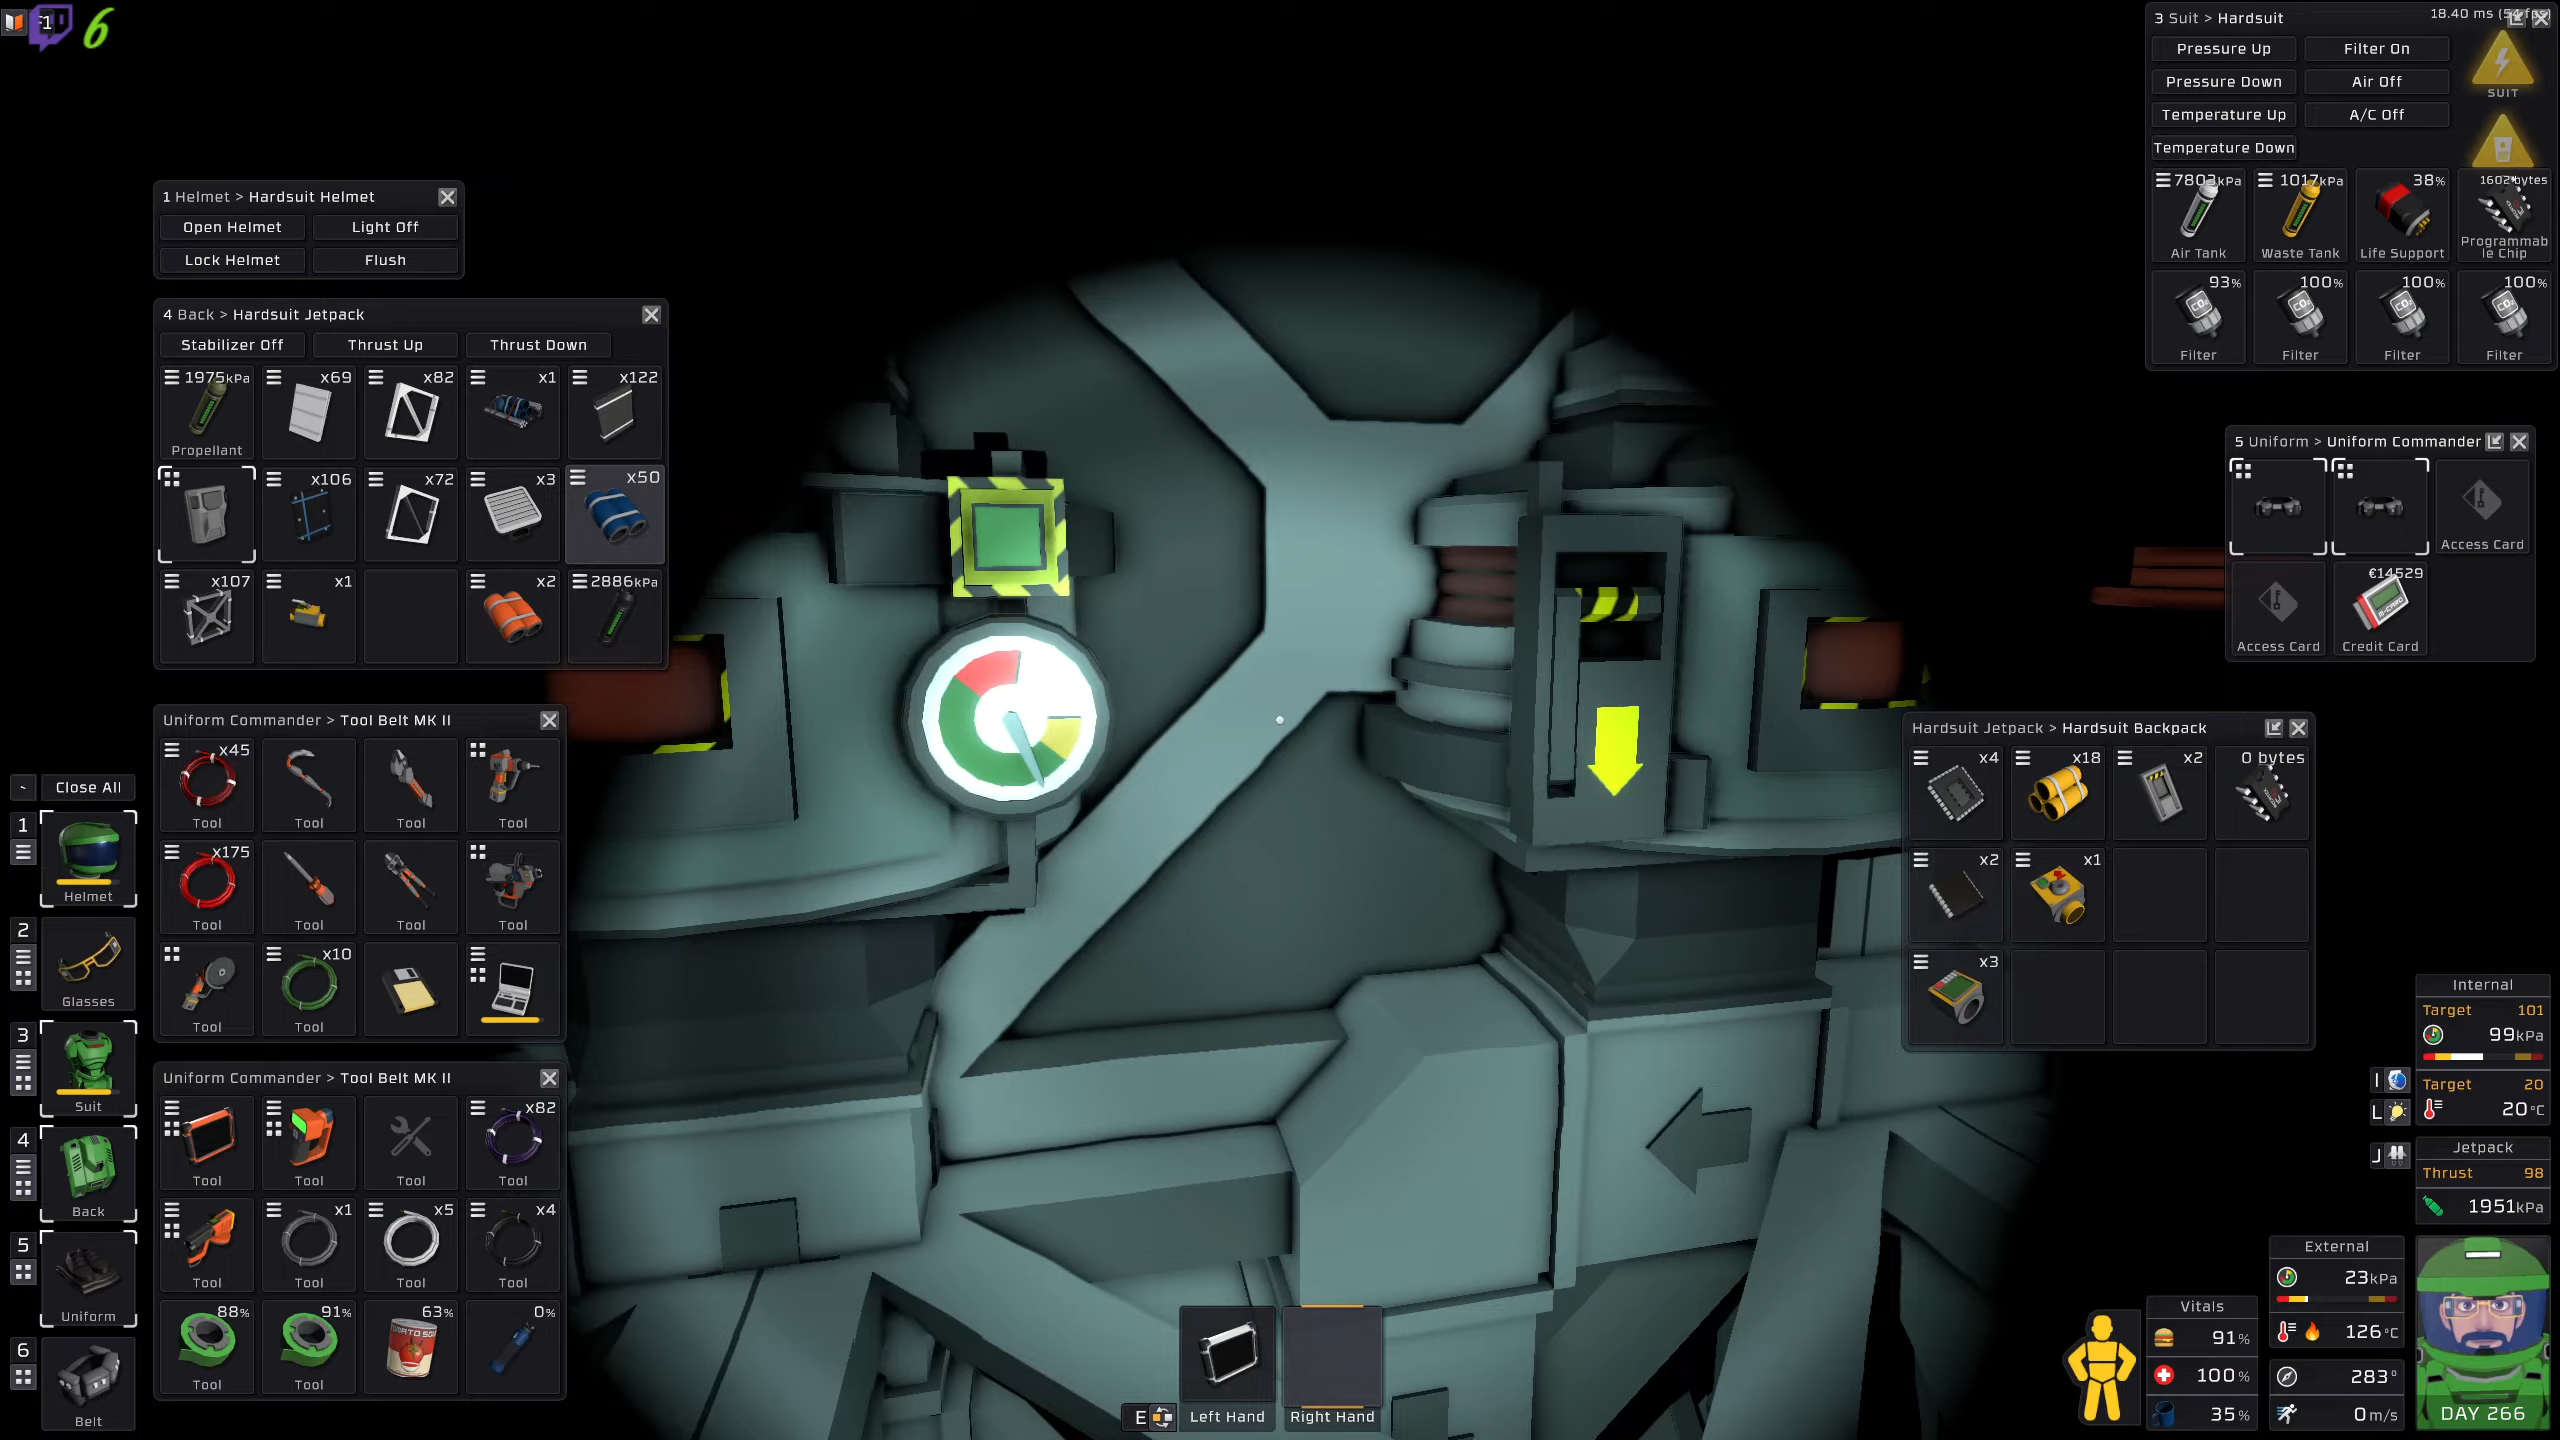 F1
6
3 Suit > Hardsuit
18.40 ms
Pressure Up
Filter On
Pressure Down
Air Off
SUIT
Temperature Up
A/C Off
Temperature Down
7803kPa
1017kPa
38%
1602 bytes
Air Tank
Waste Tank
Life Support
Programmab
le Chip
93%
100%
100%
100%
Filter
Filter
Filter
Filter
1 Helmet > Hardsuit Helmet
Open Helmet
Light Off
Lock Helmet
Flush
4 Back > Hardsuit Jetpack
Stabilizer Off
Thrust Up
Thrust Down
1975kPa
x69
x82
x1
x122
Propellant
x106
x72
x3
x50
x107
x1
x2
2886kPa
5 Uniform > Uniform Commander
Access Card
€14529
Access Card
Credit Card
Uniform Commander > Tool Belt MK II
x45
Tool
Tool
Tool
Tool
x175
Tool
Tool
Tool
Tool
x10
Tool
Tool
Hardsuit Jetpack > Hardsuit Backpack
x4
x18
x2
0 bytes
x2
x1
x3
Uniform Commander > Tool Belt MK II
x82
Tool
Tool
Tool
Tool
x1
x5
x4
Tool
Tool
Tool
Tool
88%
91%
63%
0%
TOMATO SOUP
Tool
Tool
~ Close All
1
Helmet
2
Glasses
3
Suit
4
Back
5
Uniform
6
Belt
E
Left Hand
Right Hand
Internal
Target 101
99kPa
Target 20
20°C
I
L
J
Jetpack
Thrust 98
1951kPa
External
23kPa
126°C
283°
0m/s
Vitals
91%
100%
35%
DAY 266